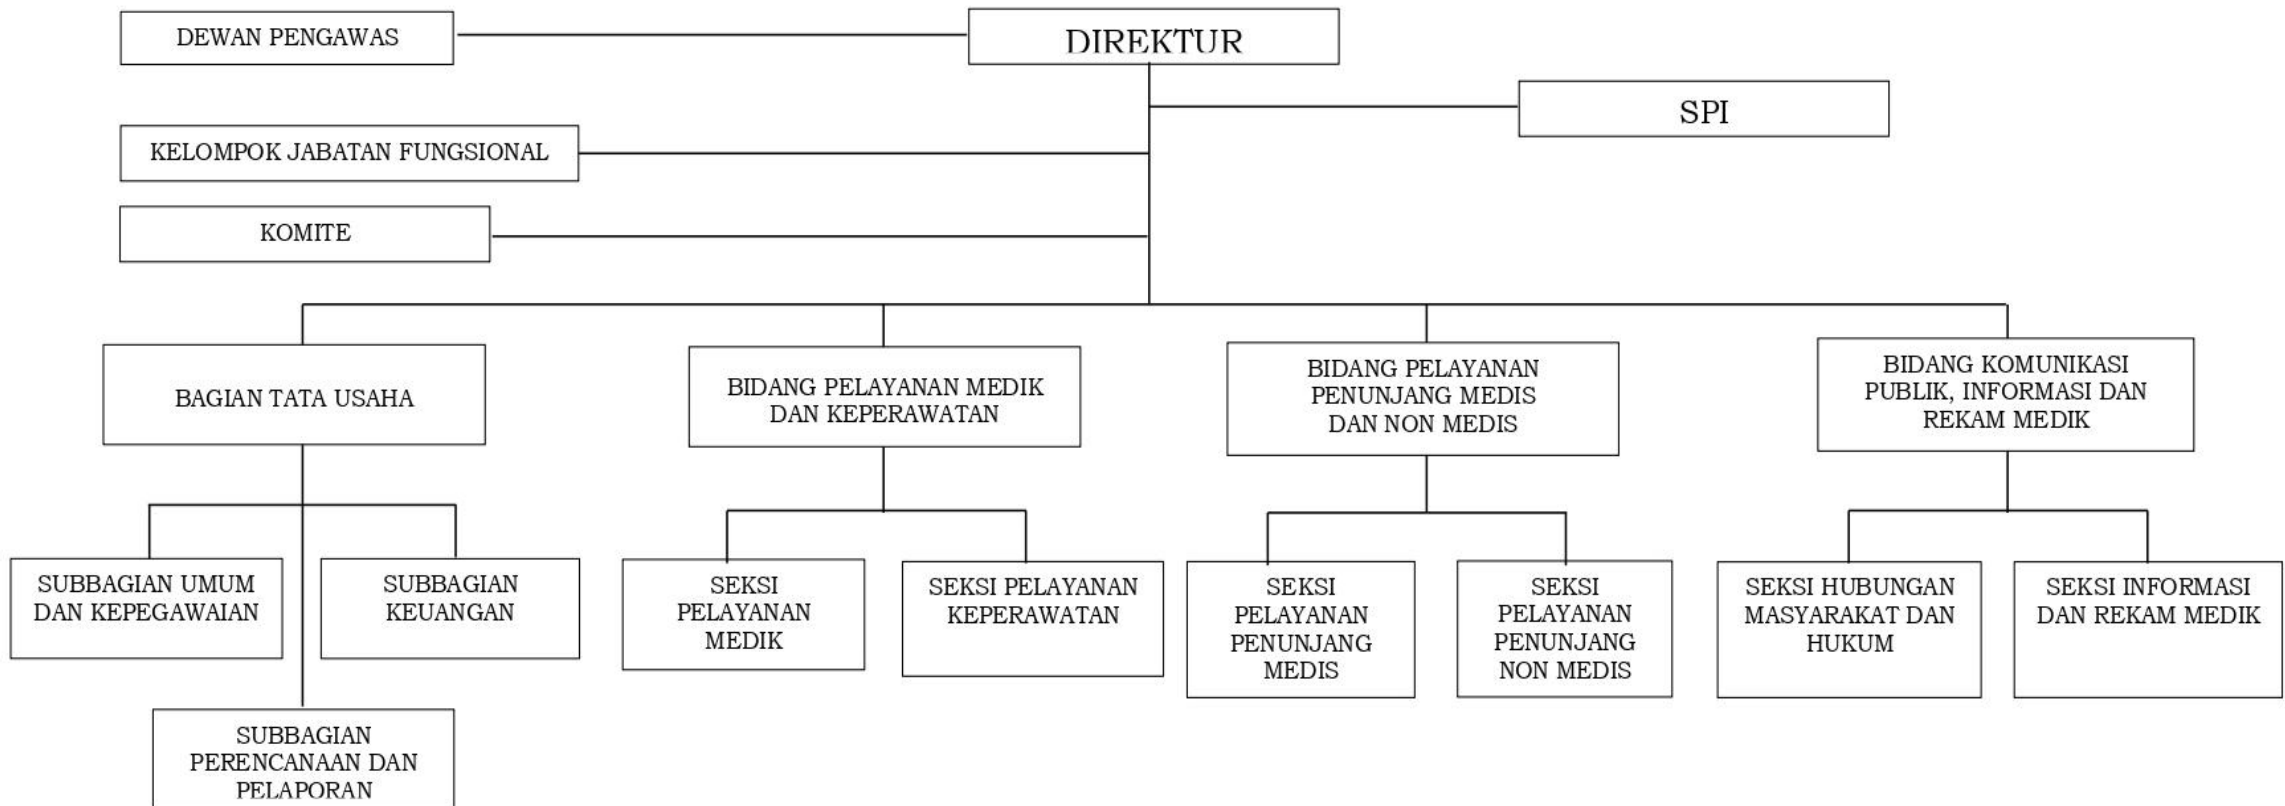 DEWAN PENGAWAS
DIREKTUR
SPI
KELOMPOK JABATAN FUNGSIONAL
KOMITE
BAGIAN TATA USAHA
BIDANG PELAYANAN MEDIK
DAN KEPERAWATAN
BIDANG PELAYANAN
PENUNJANG MEDIS
DAN NON MEDIS
BIDANG KOMUNIKASI
PUBLIK, INFORMASI DAN
REKAM MEDIK
SUBBAGIAN UMUM
DAN KEPEGAWAIAN
SUBBAGIAN
KEUANGAN
SUBBAGIAN
PERENCANAAN DAN
PELAPORAN
SEKSI
PELAYANAN
MEDIK
SEKSI PELAYANAN
KEPERAWATAN
SEKSI
PELAYANAN
PENUNJANG
MEDIS
SEKSI
PELAYANAN
PENUNJANG
NON MEDIS
SEKSI HUBUNGAN
MASYARAKAT DAN
HUKUM
SEKSI INFORMASI
DAN REKAM MEDIK